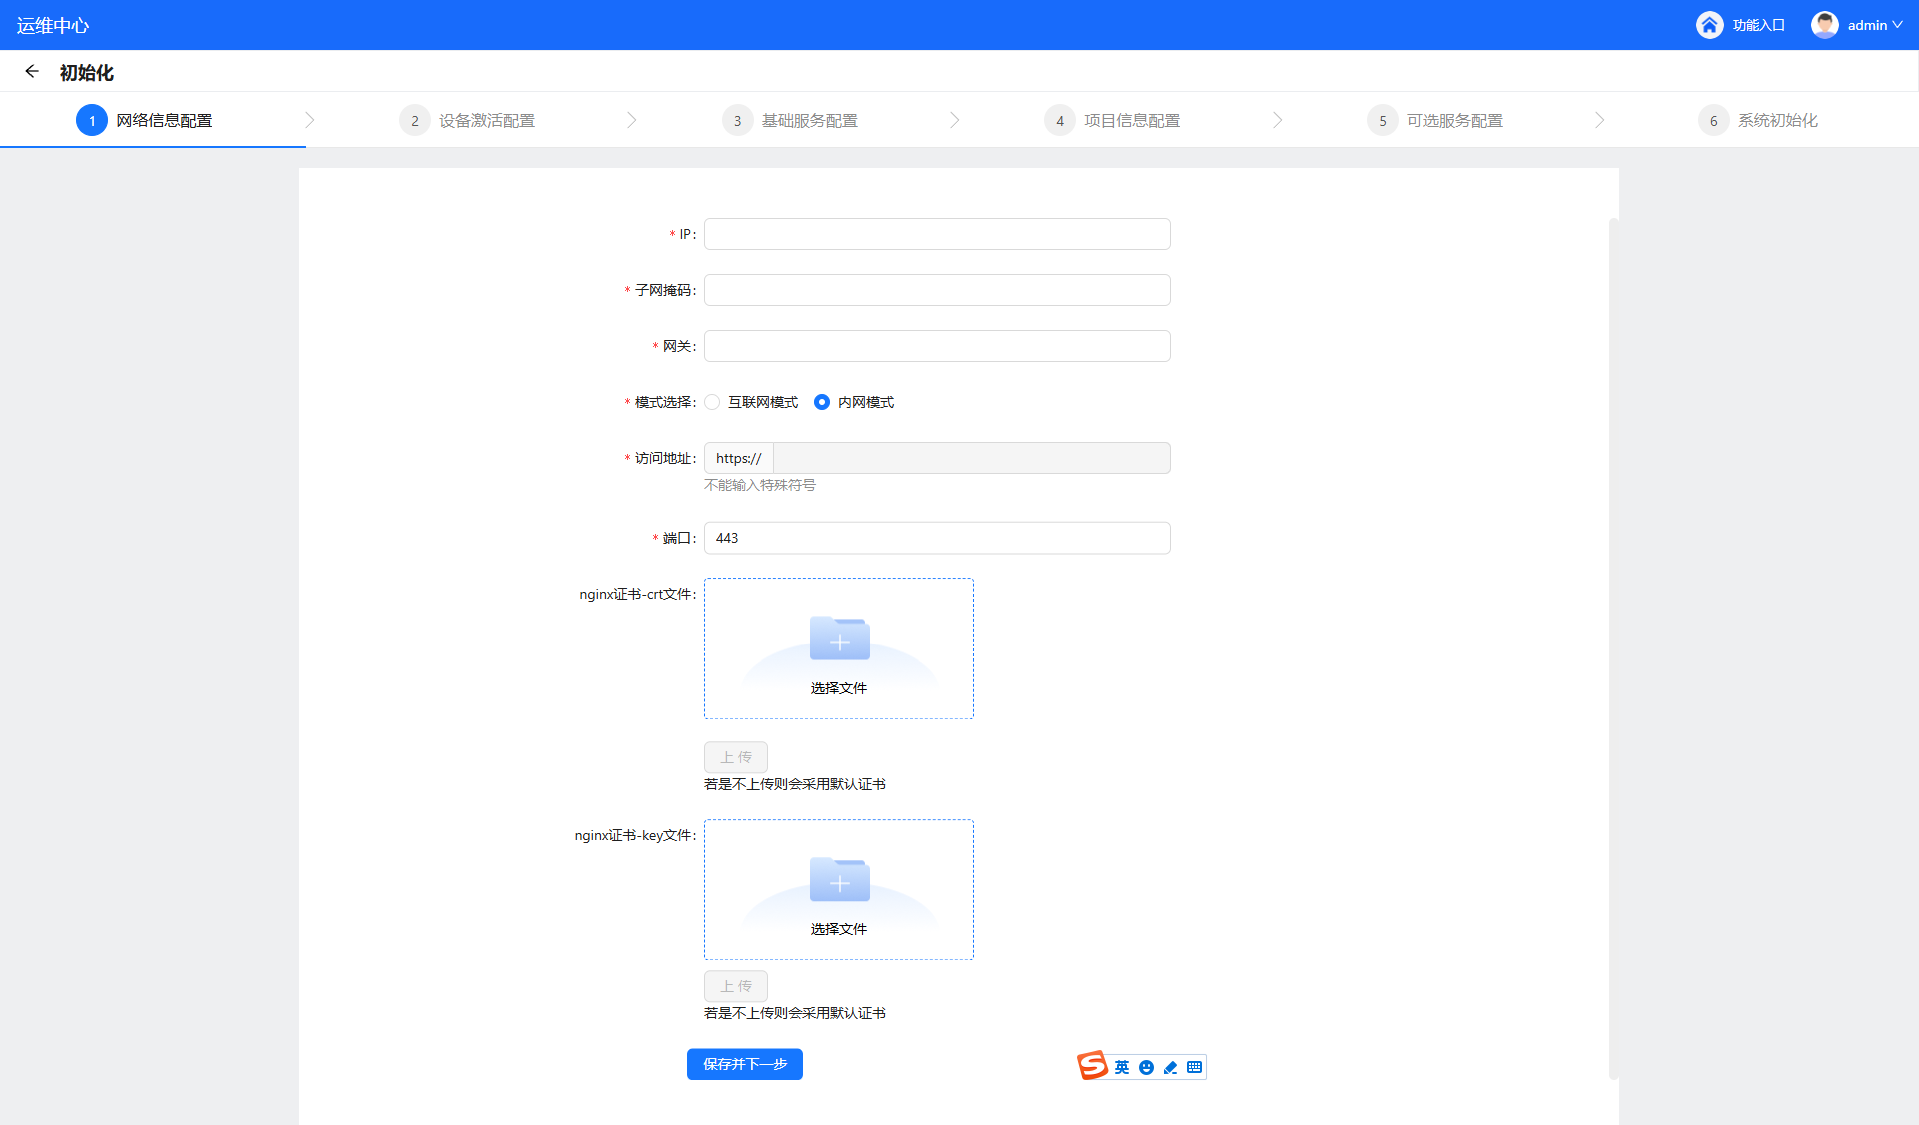 运维中心
功能入口
admin
初始化
1 网络信息配置
2 设备激活配置
3 基础服务配置
4 项目信息配置
5 可选服务配置
6 系统初始化
* IP:
* 子网掩码:
* 网关:
* 模式选择: 互联网模式 内网模式
* 访问地址: https://
不能输入特殊符号
* 端口: 443
nginx证书-crt文件:
选择文件
上 传
若是不上传则会采用默认证书
nginx证书-key文件:
选择文件
上 传
若是不上传则会采用默认证书
保存并下一步
S 英